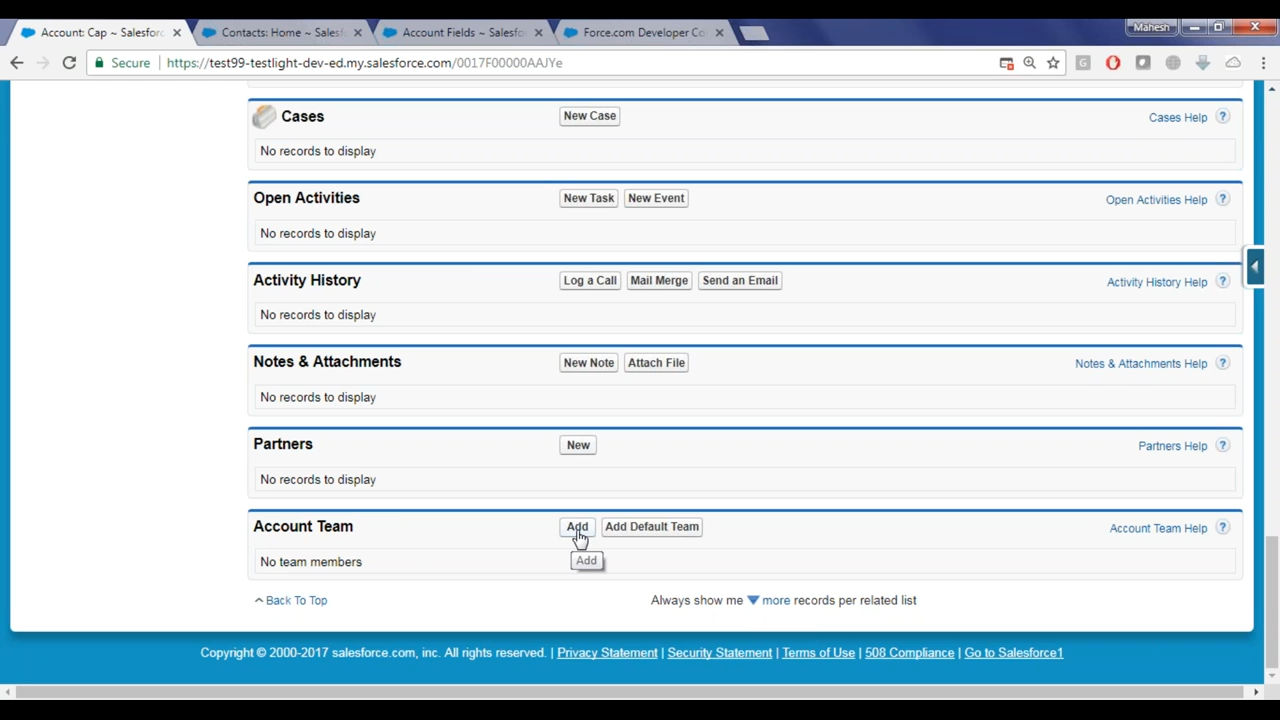 Account: Cap ~ Salesforc
Contacts: Home ~ Salesf
Account Fields ~ Salesfo
Force.com Developer Co
Mahesh
Secure
https://test99-testlight-dev-ed.my.salesforce.com/0017F00000AAJYe
Cases
New Case
Cases Help ?
No records to display
Open Activities
New Task
New Event
Open Activities Help ?
No records to display
Activity History
Log a Call
Mail Merge
Send an Email
Activity History Help ?
No records to display
Notes & Attachments
New Note
Attach File
Notes & Attachments Help ?
No records to display
Partners
New
Partners Help ?
No records to display
Account Team
Add
Add Default Team
Account Team Help ?
No team members
Add
Back To Top
Always show me more records per related list
Copyright © 2000-2017 salesforce.com, inc. All rights reserved. | Privacy Statement | Security Statement | Terms of Use | 508 Compliance | Go to Salesforce1